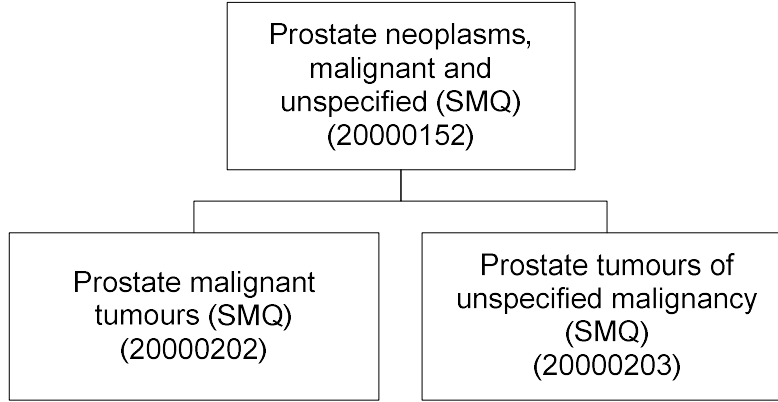 Prostate neoplasms,
malignant and
unspecified (SMQ)
(20000152)
Prostate malignant
tumours (SMQ)
(20000202)
Prostate tumours of
unspecified malignancy
(SMQ)
(20000203)